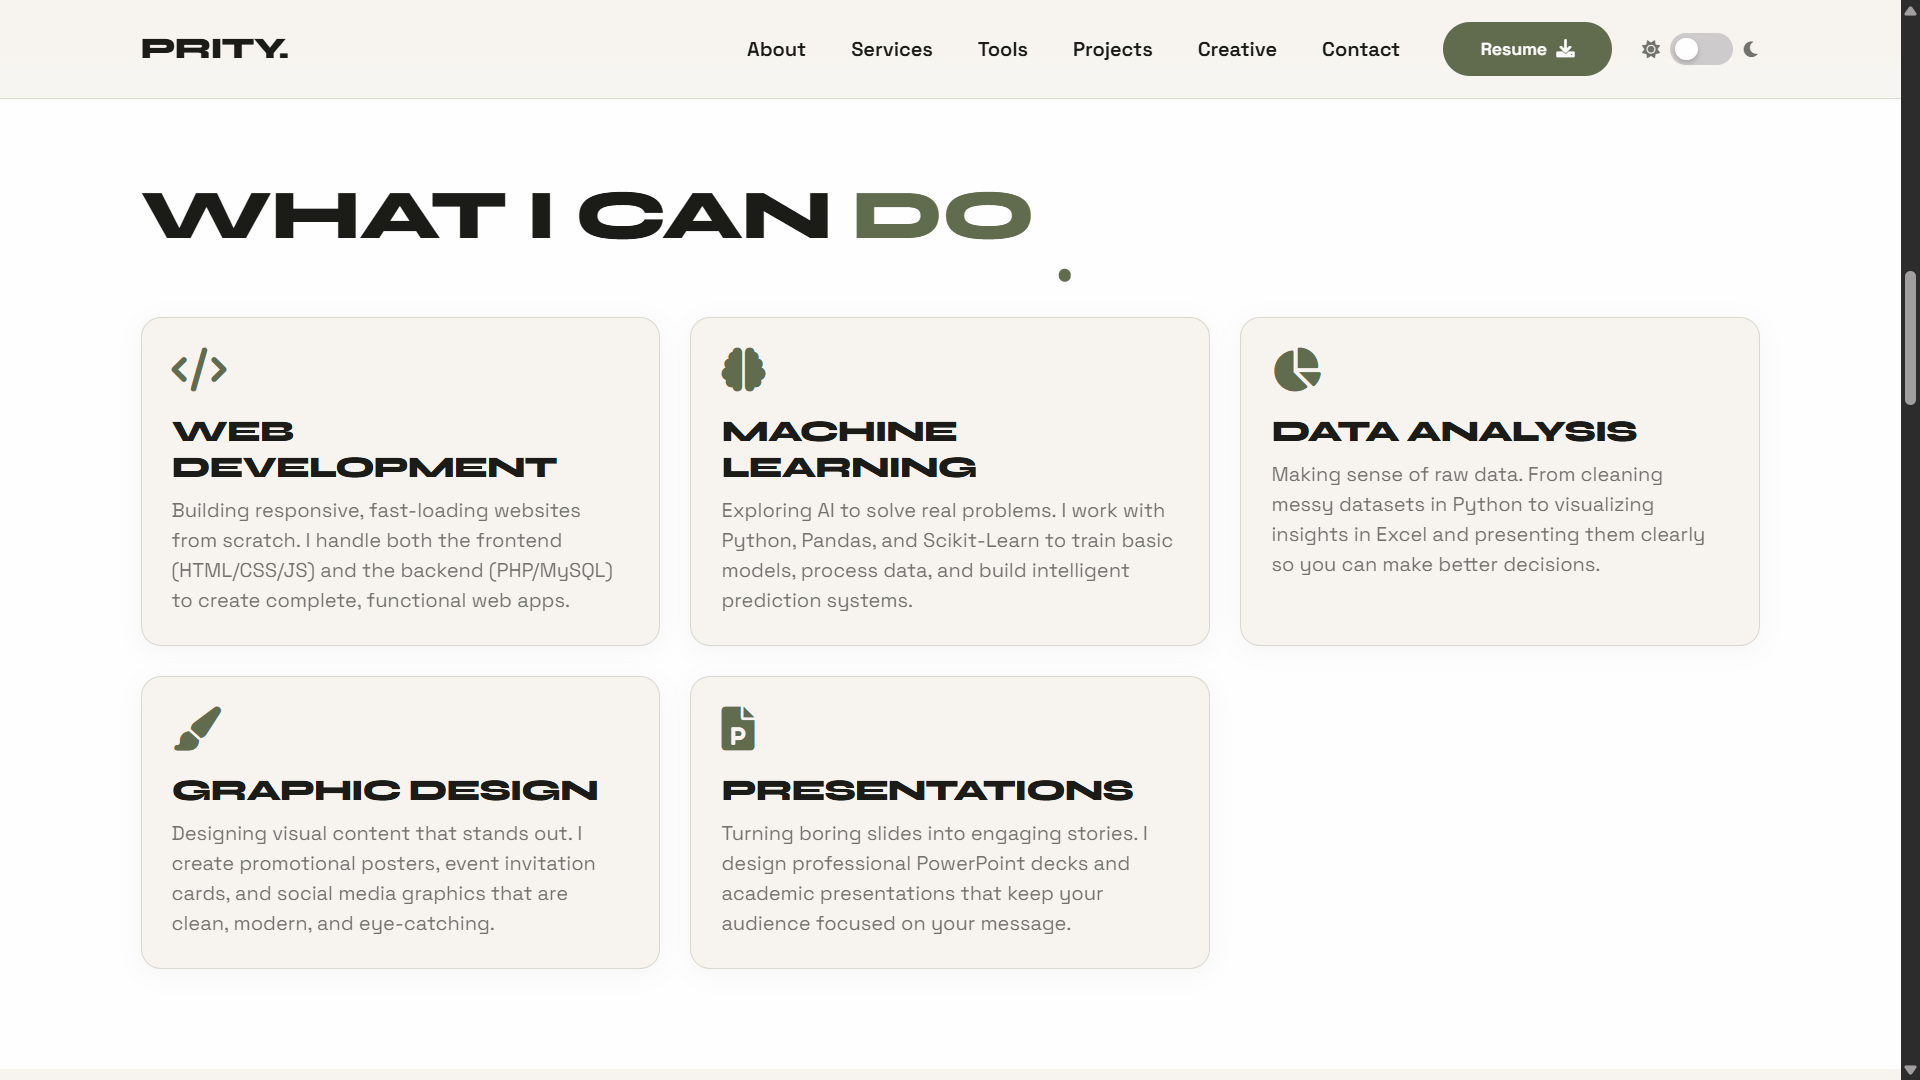 PRITY.
About Services Tools Projects Creative Contact Resume
WHAT I CAN DO
WEB
DEVELOPMENT
Building responsive, fast-loading websites
from scratch. I handle both the frontend
(HTML/CSS/JS) and the backend (PHP/MySQL)
to create complete, functional web apps.
MACHINE
LEARNING
Exploring AI to solve real problems. I work with
Python, Pandas, and Scikit-Learn to train basic
models, process data, and build intelligent
prediction systems.
DATA ANALYSIS
Making sense of raw data. From cleaning
messy datasets in Python to visualizing
insights in Excel and presenting them clearly
so you can make better decisions.
GRAPHIC DESIGN
Designing visual content that stands out. I
create promotional posters, event invitation
cards, and social media graphics that are
clean, modern, and eye-catching.
P
PRESENTATIONS
Turning boring slides into engaging stories. I
design professional PowerPoint decks and
academic presentations that keep your
audience focused on your message.